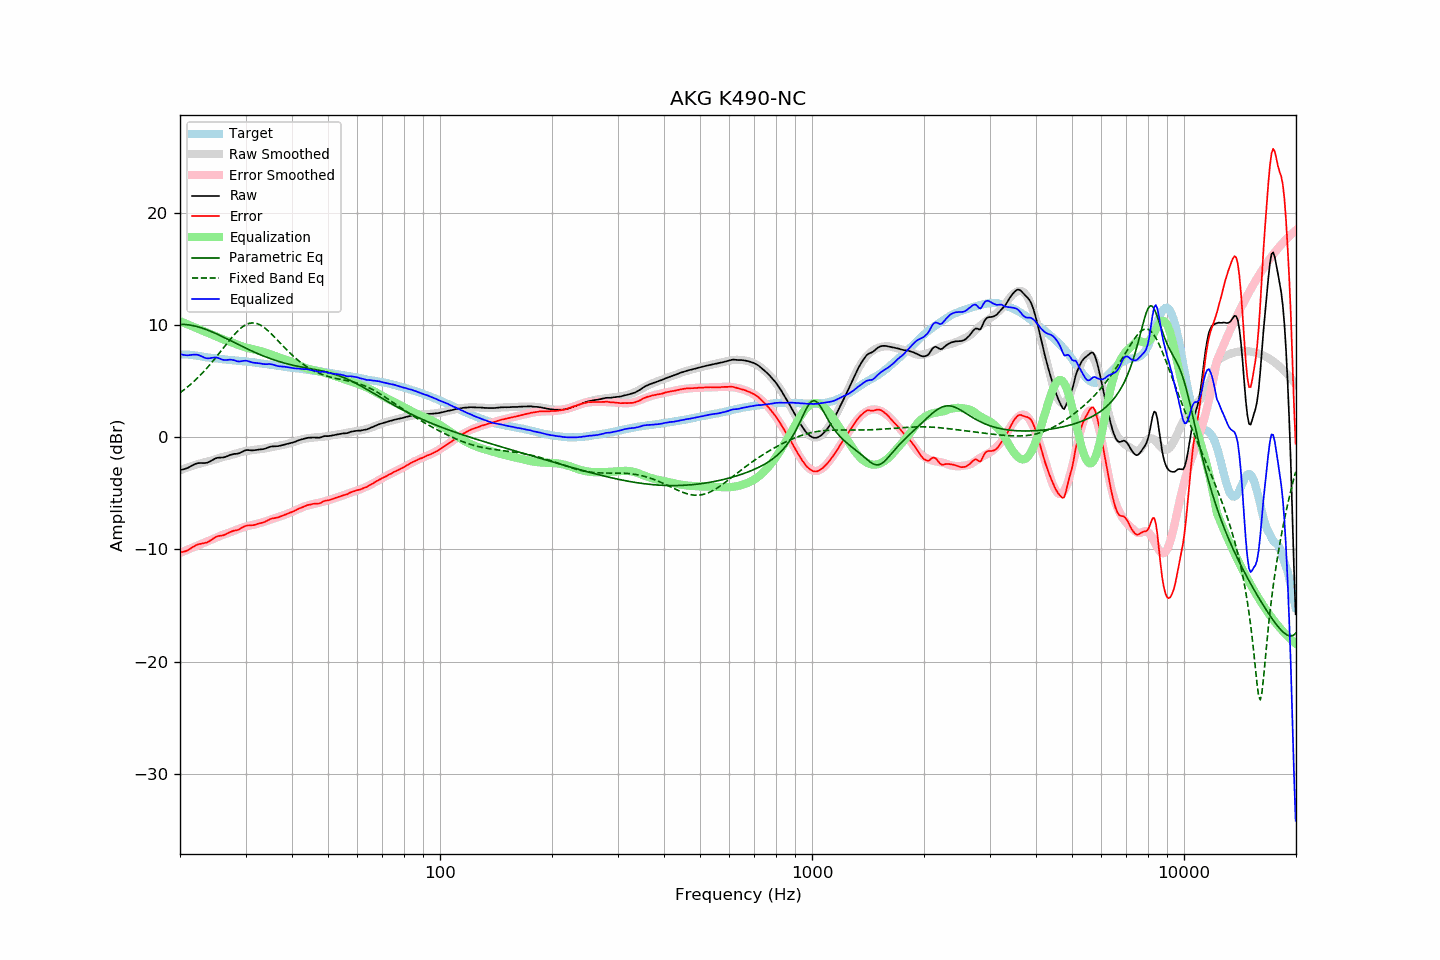 AKG K490-NC
Target
Raw Smoothed
Error Smoothed
Raw
Error
Equalization
Parametric Eq
Fixed Band Eq
Equalized
20
10
0
−10
−20
−30
Amplitude (dBr)
100
1000
10000
Frequency (Hz)